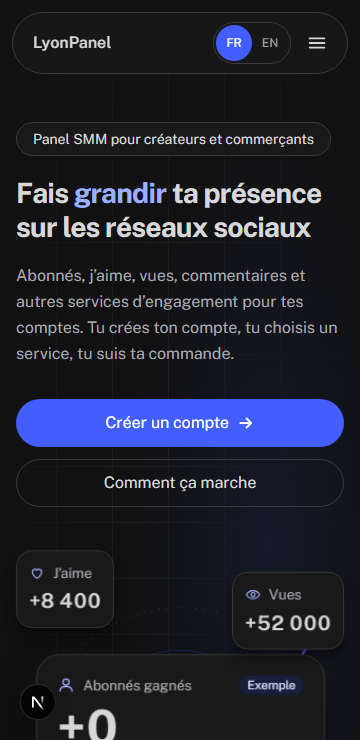 LyonPanel
FR
EN
Panel SMM pour créateurs et commerçants
Fais grandir ta présence
sur les réseaux sociaux
Abonnés, j’aime, vues, commentaires et
autres services d’engagement pour tes
comptes. Tu crées ton compte, tu choisis un
service, tu suis ta commande.
Créer un compte →
Comment ça marche
J’aime
+8 400
Vues
+52 000
Abonnés gagnés
Exemple
+0
N